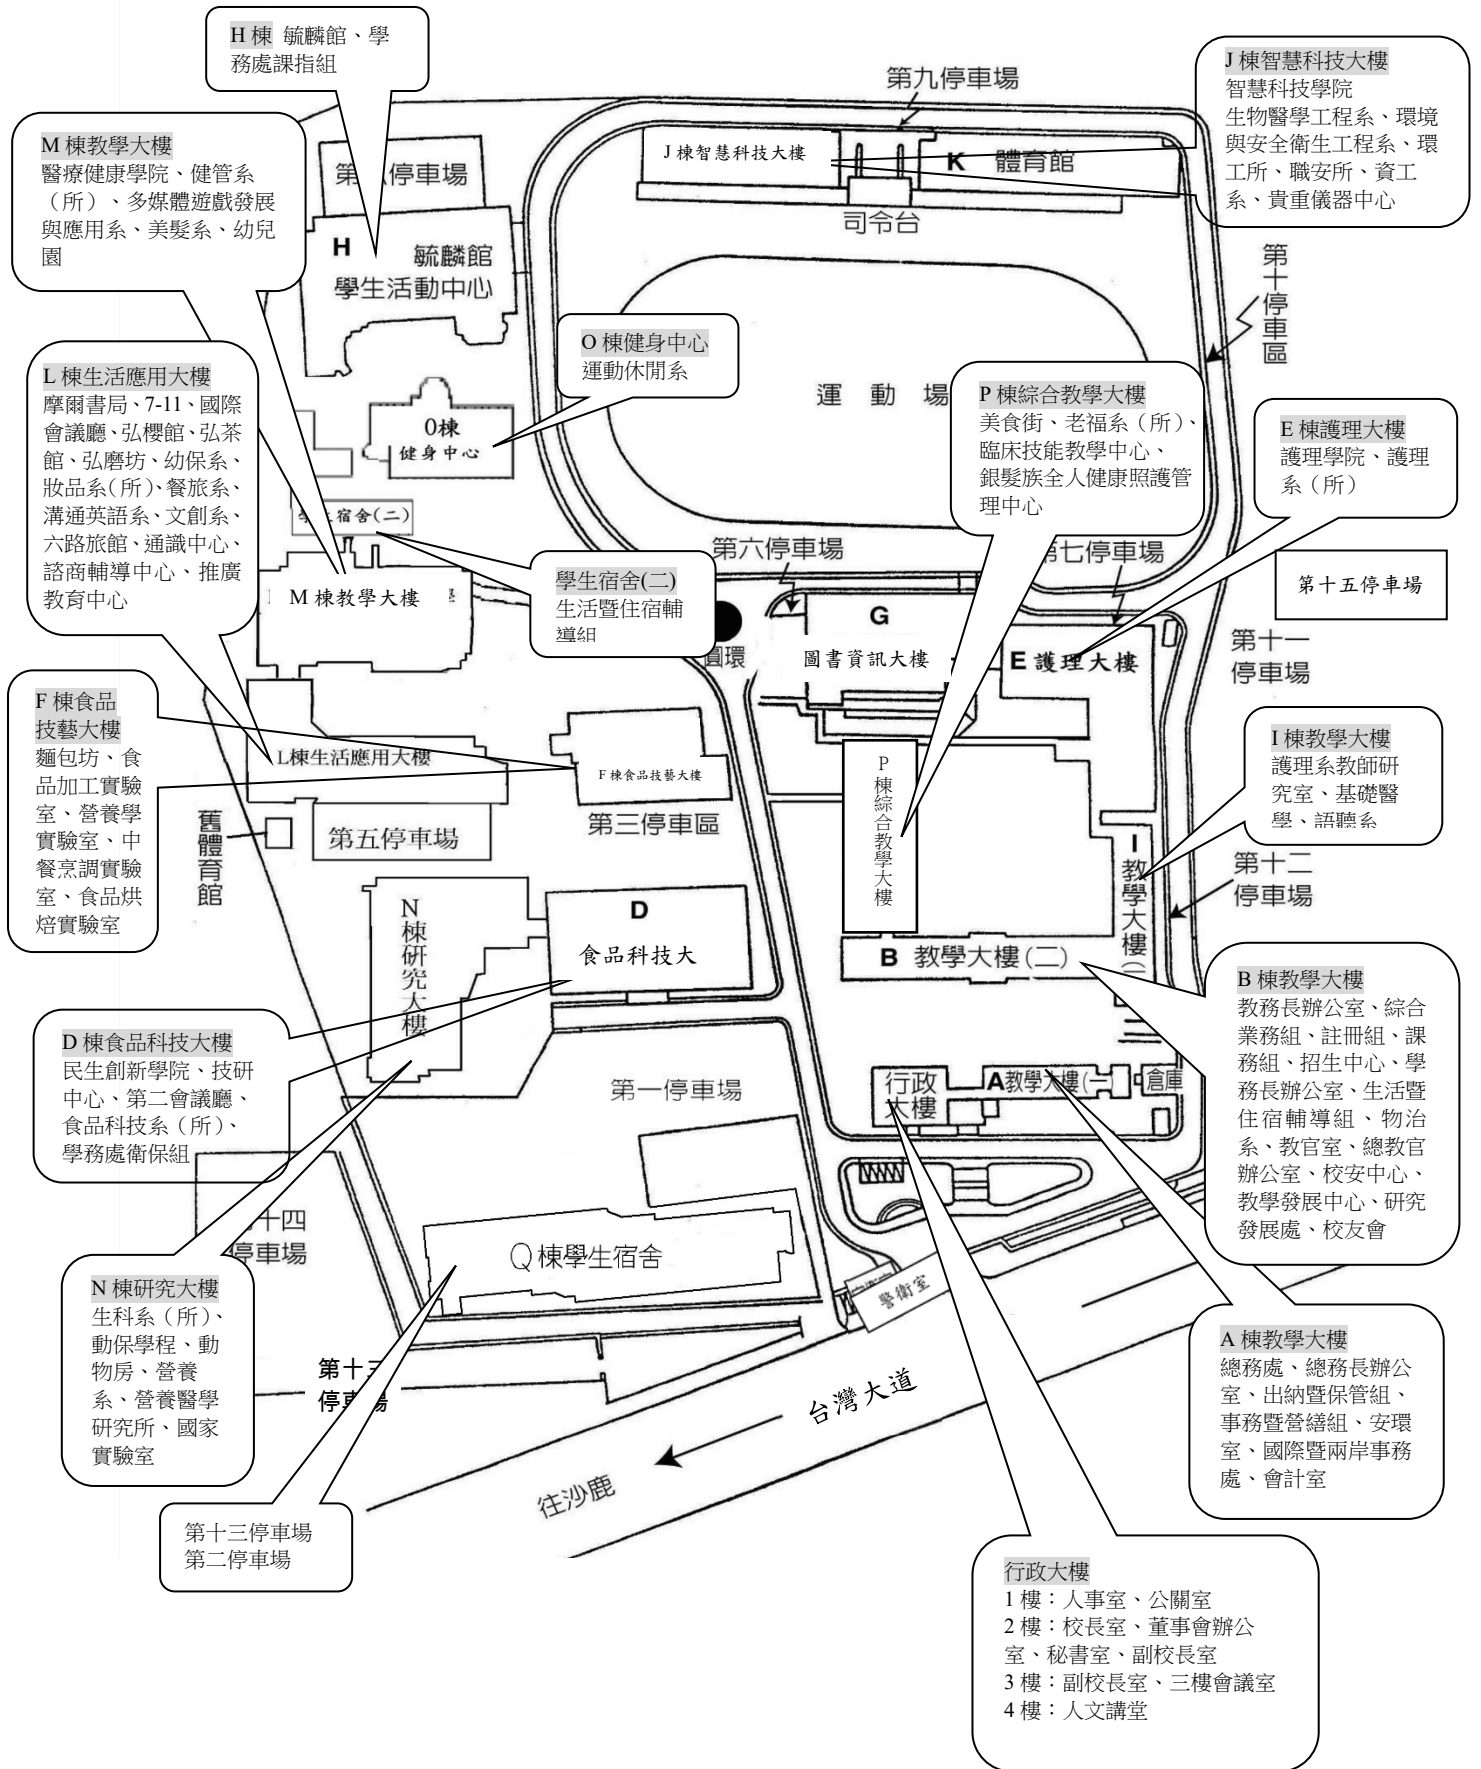 H 棟 毓麟館、學
務處課指組
J 棟智慧科技大樓
智慧科技學院
生物醫學工程系、環境
與安全衛生工程系、環
工所、職安所、資工
系、貴重儀器中心
第九停車場
M 棟教學大樓
醫療健康學院、健管系
（所）、多媒體遊戲發展
與應用系、美髮系、幼兒
園
停車場
J 棟智慧科技大樓
K 體育館
司令台
H 毓麟館
學生活動中心
第十停車區
O 棟健身中心
運動休閒系
L 棟生活應用大樓
摩爾書局、7-11、國際
會議廳、弘櫻館、弘茶
館、弘磨坊、幼保系、
妝品系（所）、餐旅系、
溝通英語系、文創系、
六路旅館、通識中心、
諮商輔導中心、推廣
教育中心
運動場
P 棟綜合教學大樓
美食街、老福系（所）、
臨床技能教學中心、
銀髮族全人健康照護管
理中心
E 棟護理大樓
護理學院、護理
系（所）
O棟
健身中心
宿舍(二)
學生宿舍(二)
生活暨住宿輔
導組
第六停車場
第七停車場
第十五停車場
M 棟教學大樓
圓環
G
圖書資訊大樓
E 護理大樓
第十一
停車場
F 棟食品
技藝大樓
麵包坊、食
品加工實驗
室、營養學
實驗室、中
餐烹調實驗
室、食品烘
焙實驗室
L棟生活應用大樓
F 棟食品技藝大樓
P棟綜合教學大樓
I 棟教學大樓
護理系教師研
究室、基礎醫
學、語聽系
舊體育館
第五停車場
第三停車區
I 教學大樓(
第十二
停車場
N棟研究大樓
D
食品科技大
B 教學大樓(二)
B 棟教學大樓
教務長辦公室、綜合
業務組、註冊組、課
務組、招生中心、學
務長辦公室、生活暨
住宿輔導組、物治
系、教官室、總教官
辦公室、校安中心、
教學發展中心、研究
發展處、校友會
D 棟食品科技大樓
民生創新學院、技研
中心、第二會議廳、
食品科技系（所）、
學務處衛保組
第一停車場
行政
大樓
A教學大樓(一)
倉庫
十四
停車場
Q棟學生宿舍
警衛室
N 棟研究大樓
生科系（所）、
動保學程、動
物房、營養
系、營養醫學
研究所、國家
實驗室
第十三
停車場
台灣大道
往沙鹿
A 棟教學大樓
總務處、總務長辦公
室、出納暨保管組、
事務暨營繕組、安環
室、國際暨兩岸事務
處、會計室
第十三停車場
第二停車場
行政大樓
1 樓：人事室、公關室
2 樓：校長室、董事會辦公
室、秘書室、副校長室
3 樓：副校長室、三樓會議室
4 樓：人文講堂